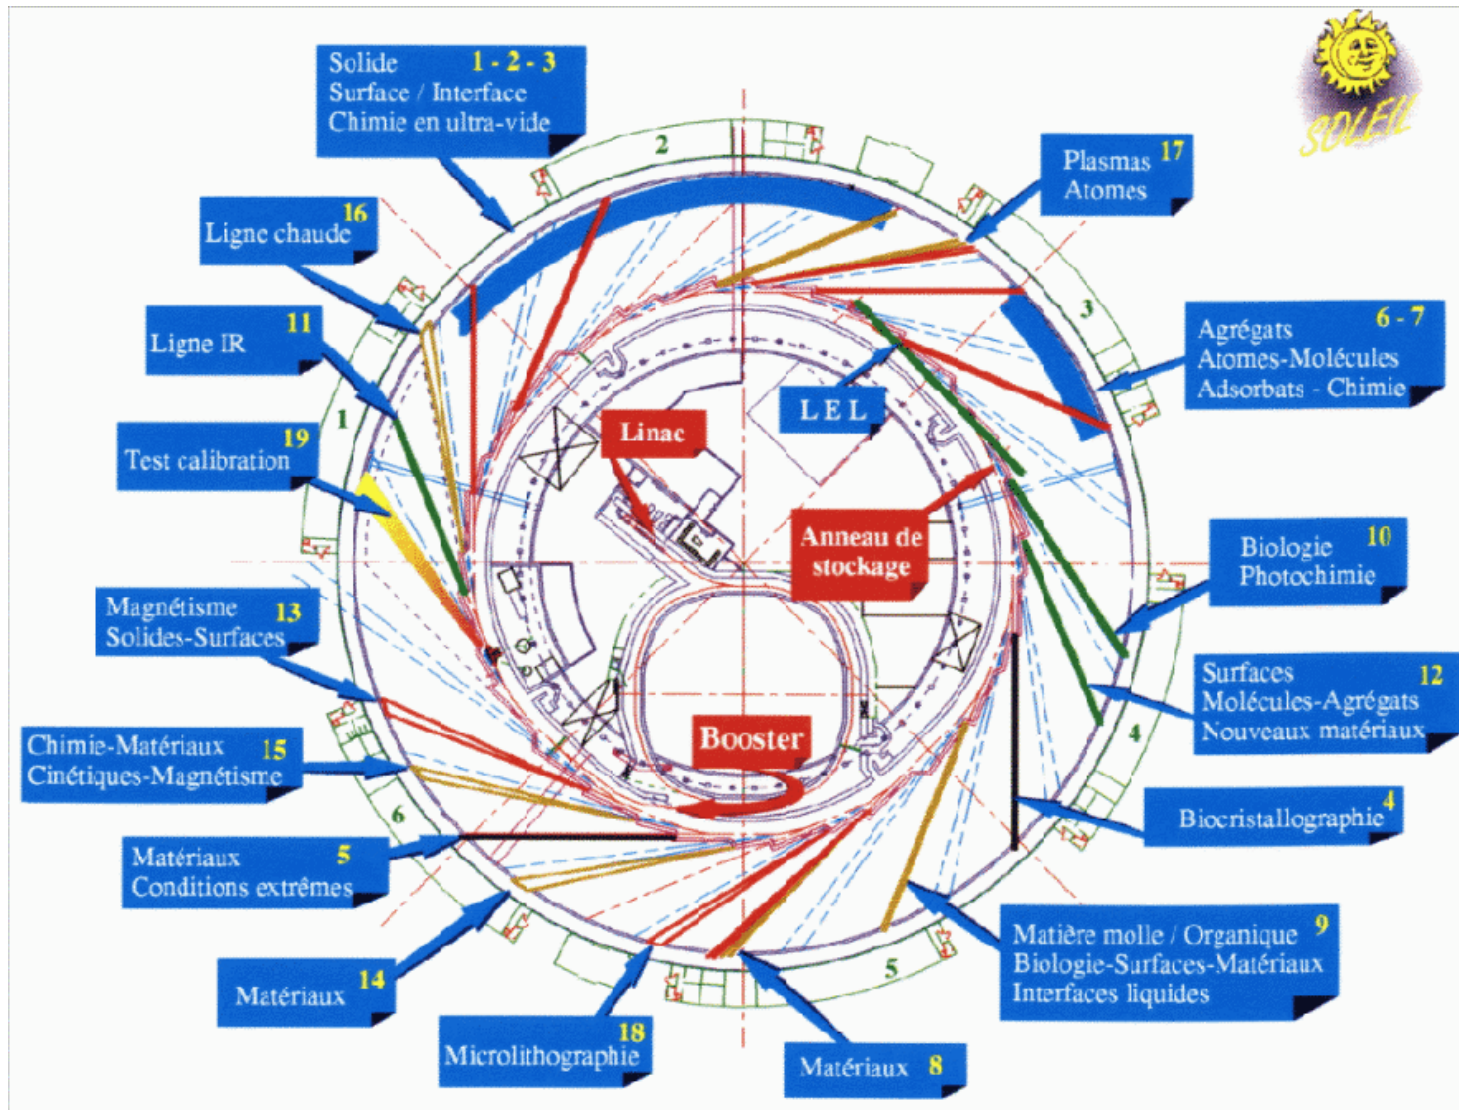 Solide 1 - 2 - 3
Surface / Interface
Chimie en ultra-vide
SOLEIL
Plasmas 17
Atomes
2
Ligne chaude 16
3
Ligne IR 11
Agrégats 6 - 7
Atomes-Molécules
Adsorbats - Chimie
L E L
1
Linac
Test calibration 19
Anneau de
stockage
Biologie 10
Photochimie
Magnétisme 13
Solides-Surfaces
Surfaces 12
Molécules-Agrégats
Nouveaux matériaux
4
Booster
Chimie-Matériaux 15
Cinétiques-Magnétisme
Biocristallographie 4
6
Matériaux 5
Conditions extrêmes
Matière molle / Organique 9
Biologie-Surfaces-Matériaux
Interfaces liquides
5
Matériaux 14
Microlithographie 18
Matériaux 8